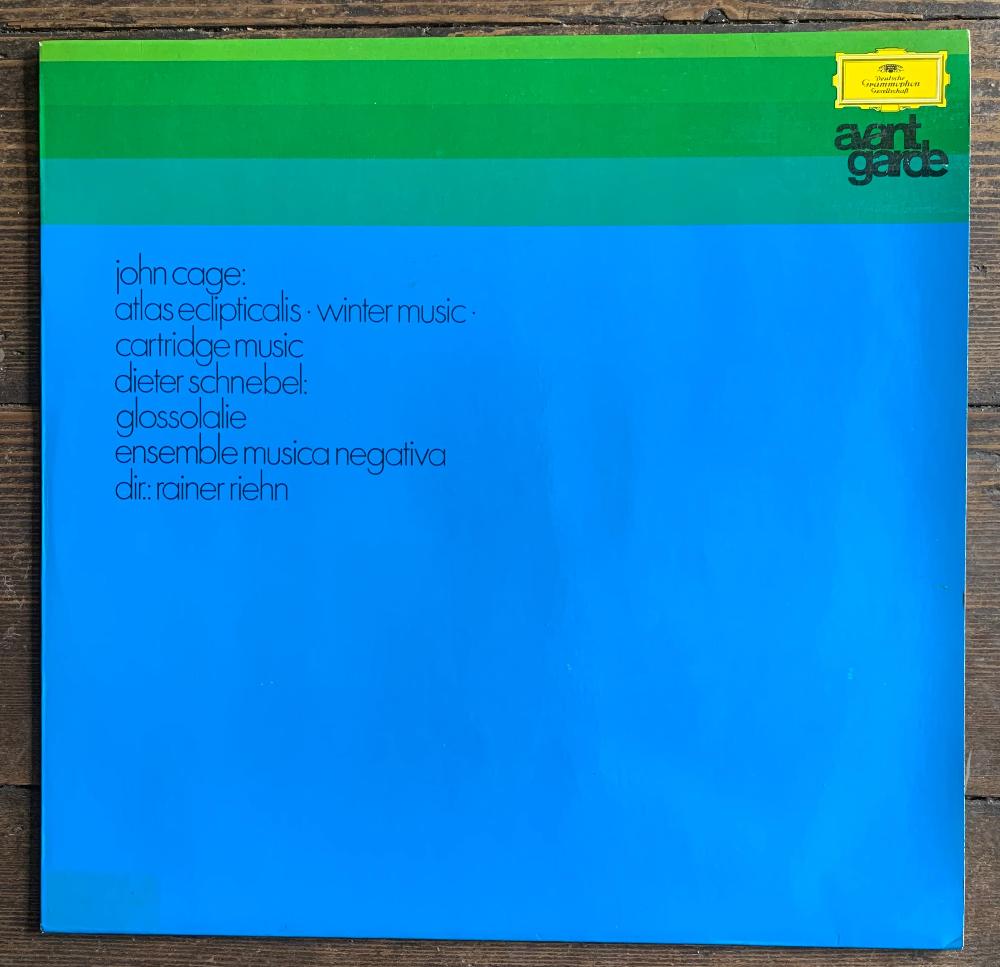 Deutsche
Grammophon
Gesellschaft
avant
garde
john cage:
atlas eclipticalis · winter music ·
cartridge music
dieter schnebel:
glossolalie
ensemble musica negativa
dir.: rainer riehn